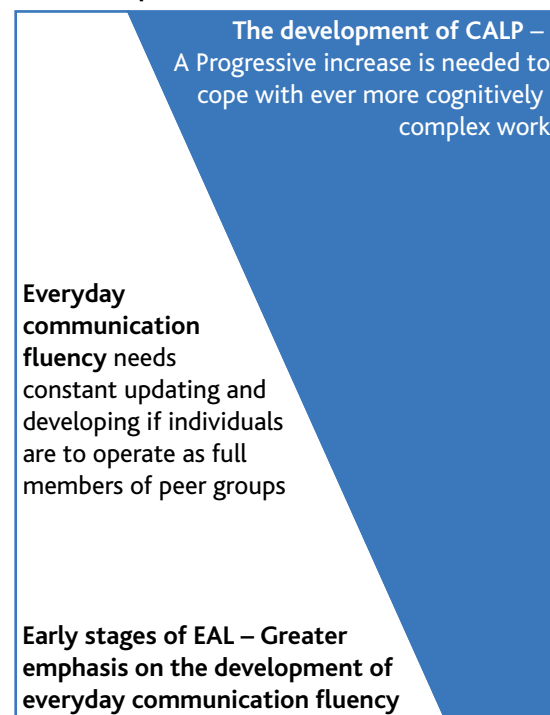 The development of CALP –
A Progressive increase is needed to
cope with ever more cognitively
complex work
Everyday
communication
fluency needs
constant updating and
developing if individuals
are to operate as full
members of peer groups
Early stages of EAL – Greater
emphasis on the development of
everyday communication fluency